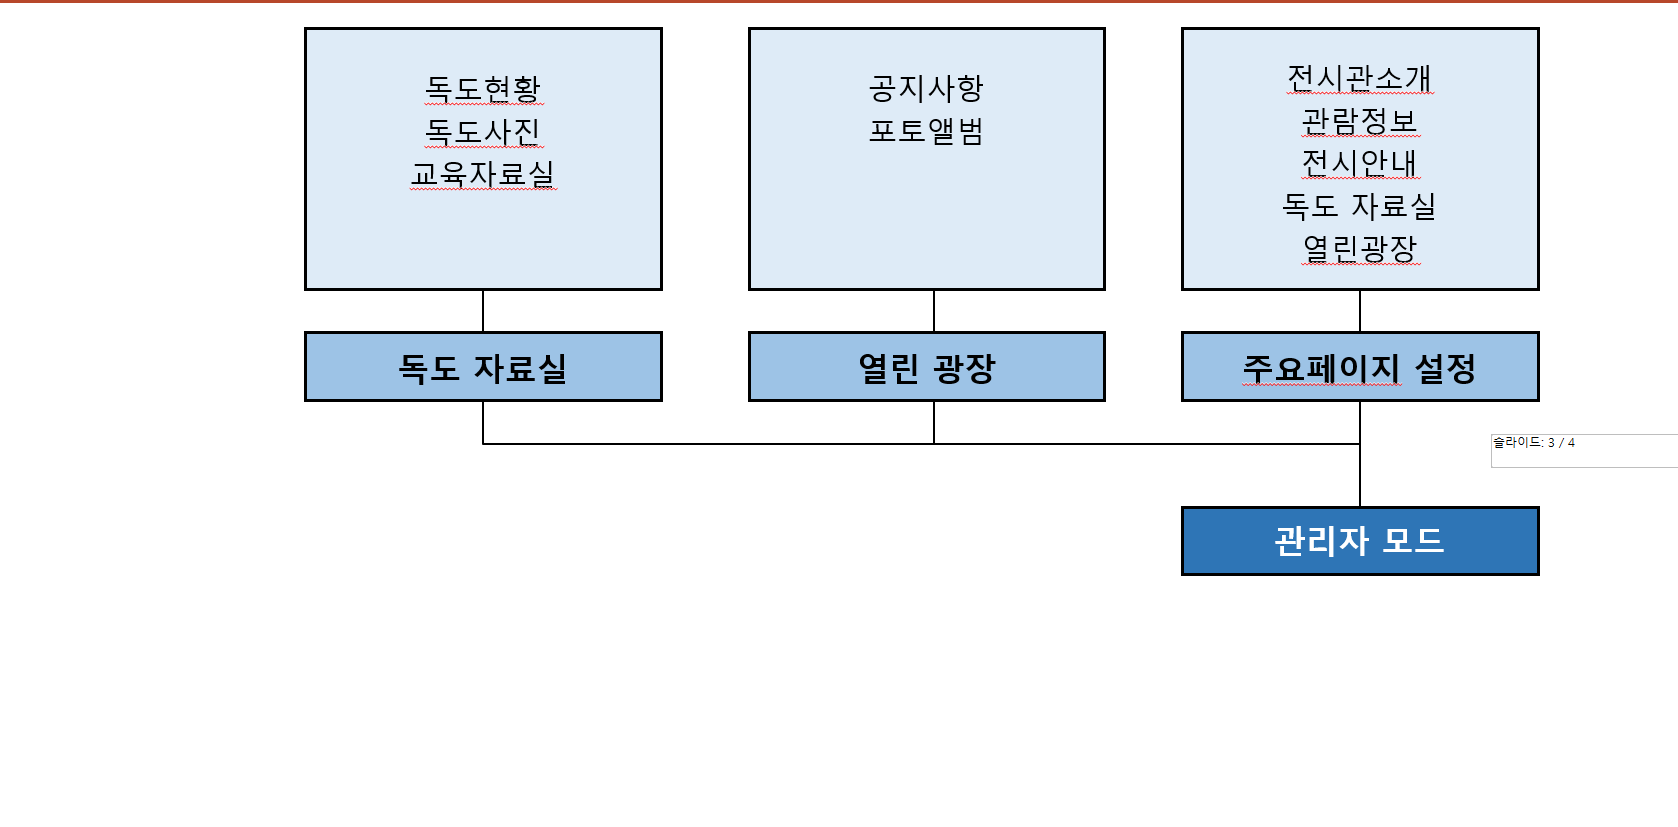 독도현황
독도사진
교육자료실
공지사항
포토앨범
전시관소개
관람정보
전시안내
독도 자료실
열린광장
독도 자료실
열린 광장
주요페이지 설정
슬라이드: 3 / 4
관리자 모드